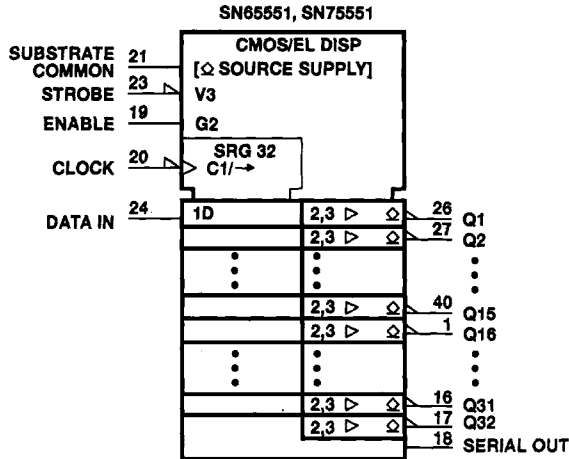 SN65551, SN75551
CMOS/EL DISP
[⎐ SOURCE SUPPLY]
SUBSTRATE COMMON 21
STROBE 23 V3
ENABLE 19 G2
SRG 32
CLOCK 20 C1/→
DATA IN 24 1D 2,3 ▷ ⎐ 26 Q1
2,3 ▷ ⎐ 27 Q2
2,3 ▷ ⎐ 40 Q15
2,3 ▷ ⎐ 1 Q16
2,3 ▷ ⎐ 16 Q31
2,3 ▷ ⎐ 17 Q32
18 SERIAL OUT